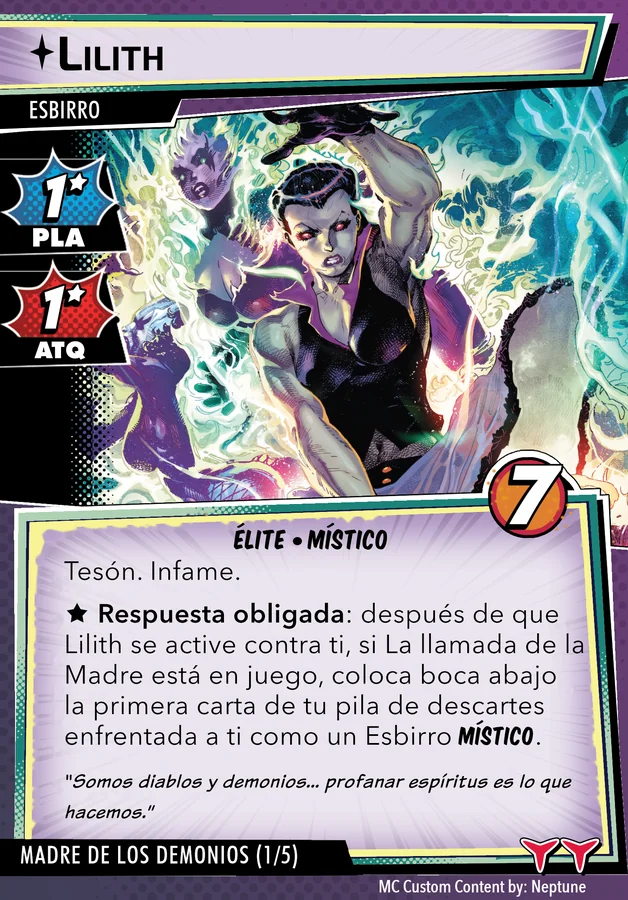 LILITH
ESBIRRO
1★
PLA
1★
ATQ
7
ÉLITE • MÍSTICO
Tesón. Infame.
★ Respuesta obligada: después de que
Lilith se active contra ti, si La llamada de la
Madre está en juego, coloca boca abajo
la primera carta de tu pila de descartes
enfrentada a ti como un Esbirro MÍSTICO.
"Somos diablos y demonios... profanar espíritus es lo que
hacemos."
MADRE DE LOS DEMONIOS (1/5)
MC Custom Content by: Neptune